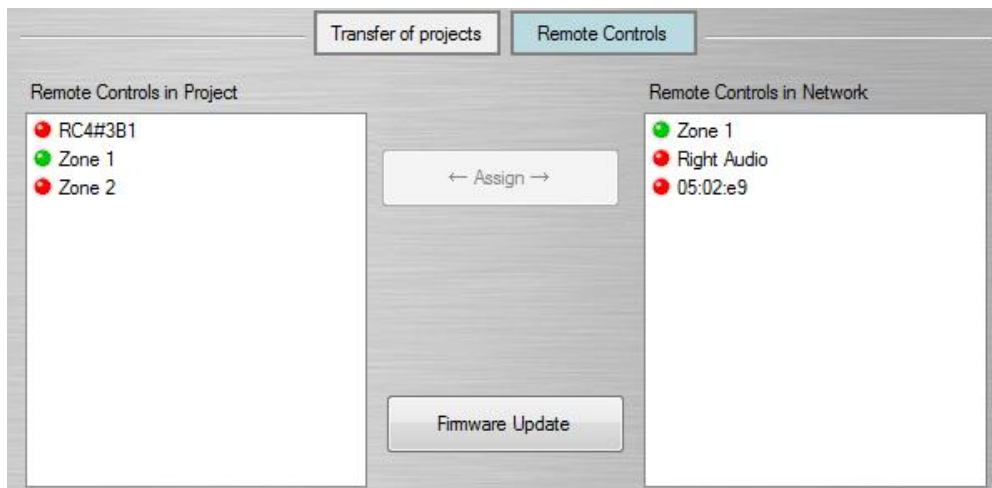 Transfer of projects
Remote Controls
Remote Controls in Project
RC4#3B1
Zone 1
Zone 2
← Assign →
Firmware Update
Remote Controls in Network
Zone 1
Right Audio
05:02:e9